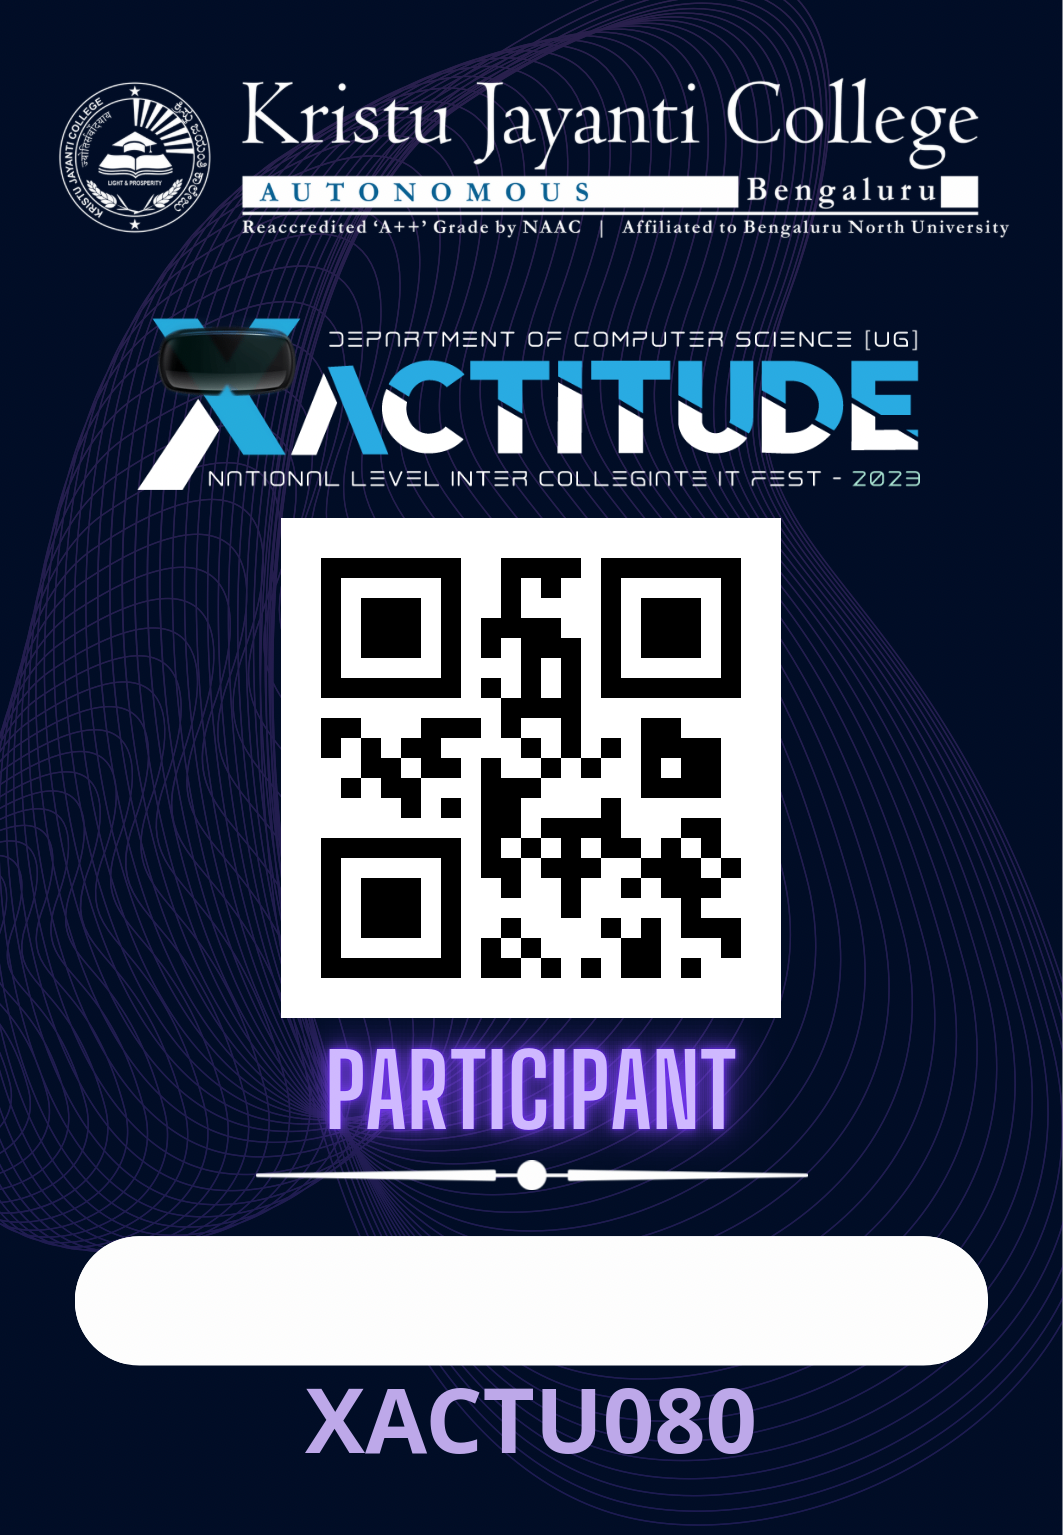 KRISTU JAYANTI COLLEGE
LIGHT & PROSPERITY
Kristu Jayanti College
AUTONOMOUS Bengaluru
Reaccredited ‘A++’ Grade by NAAC | Affiliated to Bengaluru North University
DEPARTMENT OF COMPUTER SCIENCE [UG]
XACTITUDE
NATIONAL LEVEL INTER COLLEGIATE IT FEST - 2023
PARTICIPANT
XACTU080